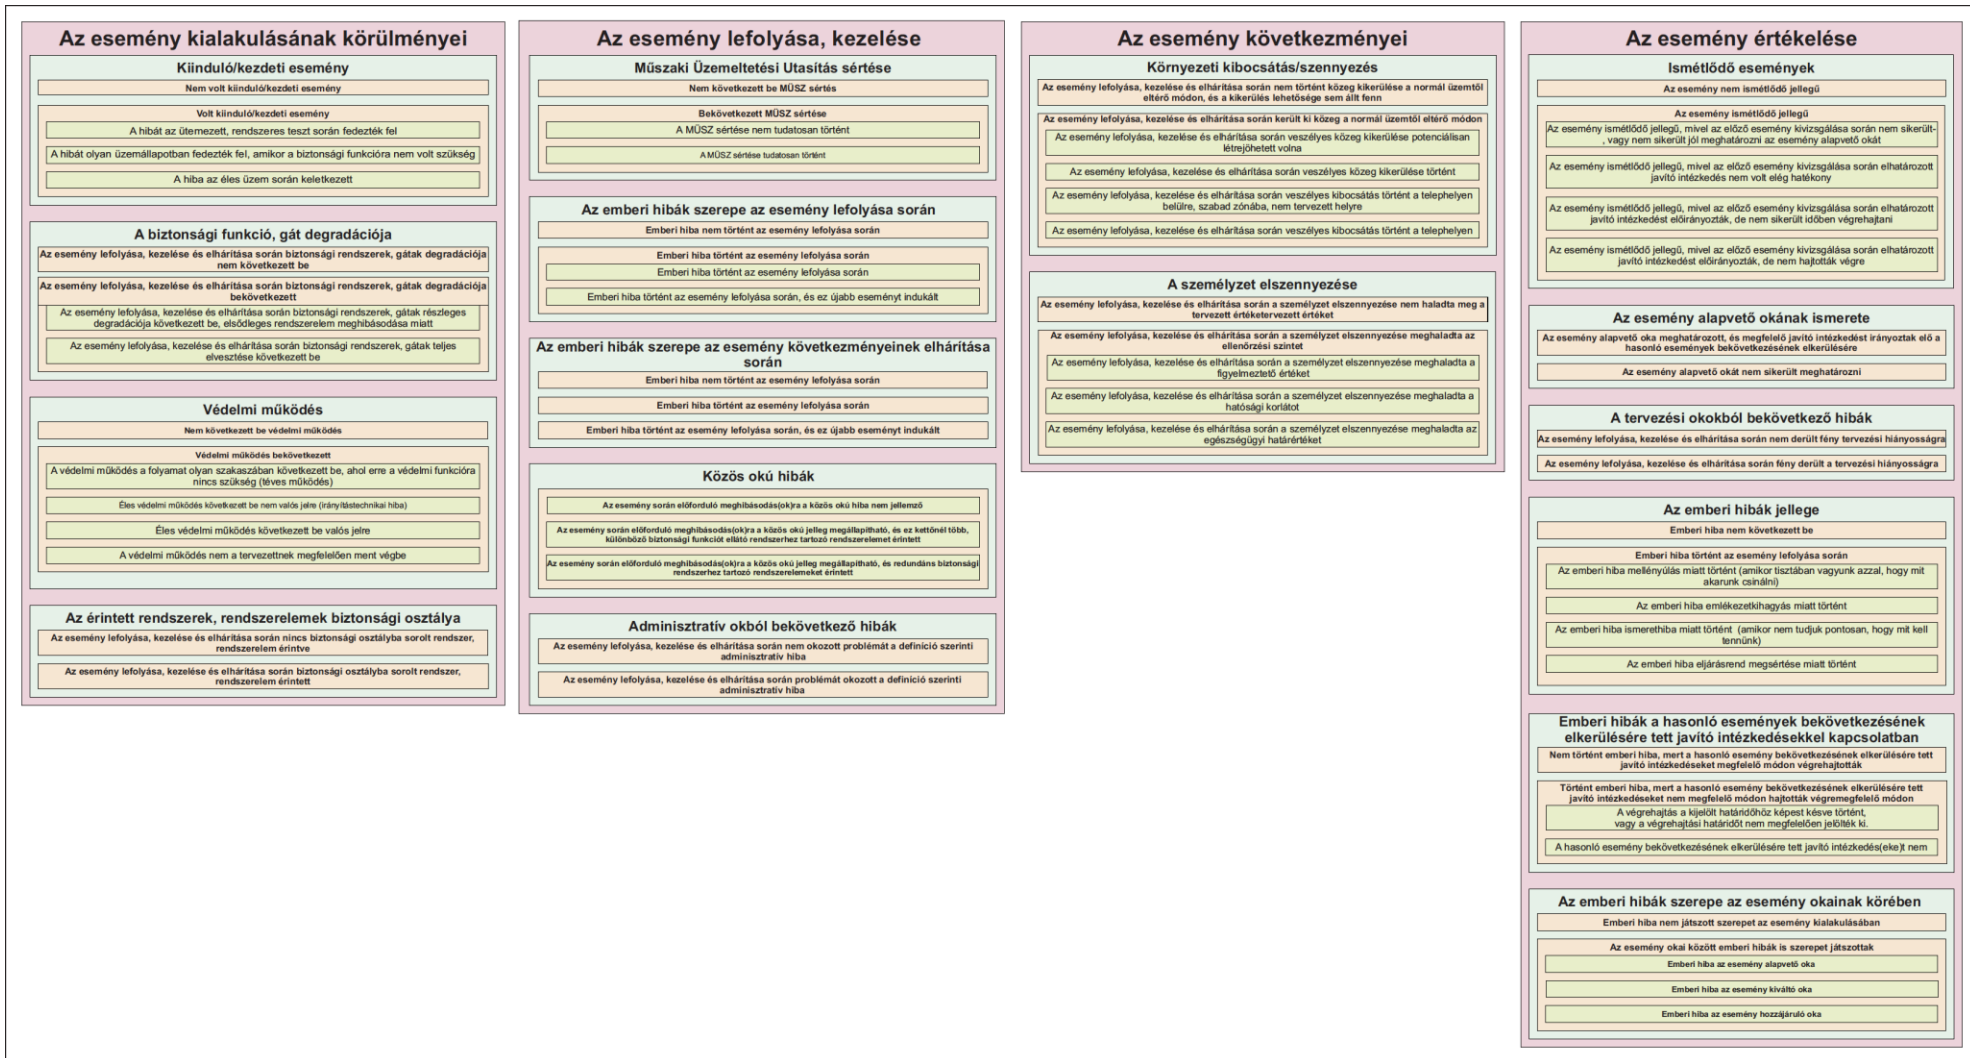 Az esemény kialakulásának körülményei
Kiinduló/kezdeti esemény
Nem volt kiinduló/kezdeti esemény
Volt kiinduló/kezdeti esemény
A hibát az ütemezett, rendszeres teszt során fedezték fel
A hibát olyan üzemállapotban fedezték fel, amikor a biztonsági funkcióra nem volt szükség
A hiba az éles üzem során keletkezett
A biztonsági funkció, gát degradációja
Az esemény lefolyása, kezelése és elhárítása során biztonsági rendszerek, gátak degradációja
nem következett be
Az esemény lefolyása, kezelése és elhárítása során biztonsági rendszerek, gátak degradációja
bekövetkezett
Az esemény lefolyása, kezelése és elhárítása során biztonsági rendszerek, gátak részleges
degradációja következett be, elsődleges rendszerelem meghibásodása miatt
Az esemény lefolyása, kezelése és elhárítása során biztonsági rendszerek, gátak teljes
elvesztése következett be
Védelmi működés
Nem következett be védelmi működés
Védelmi működés bekövetkezett
A védelmi működés a folyamat olyan szakaszában következett be, ahol erre a védelmi funkcióra
nincs szükség (téves működés)
Éles védelmi működés következett be nem valós jelre (irányítástechnikai hiba)
Éles védelmi működés következett be valós jelre
A védelmi működés nem a tervezettnek megfelelően ment végbe
Az érintett rendszerek, rendszerelemek biztonsági osztálya
Az esemény lefolyása, kezelése és elhárítása során nincs biztonsági osztályba sorolt rendszer,
rendszerelem érintve
Az esemény lefolyása, kezelése és elhárítása során biztonsági osztályba sorolt rendszer,
rendszerelem érintett
Az esemény lefolyása, kezelése
Műszaki Üzemeltetési Utasítás sértése
Nem következett be MÜSZ sértés
Bekövetkezett MÜSZ sértése
A MÜSZ sértése nem tudatosan történt
A MÜSZ sértése tudatosan történt
Az emberi hibák szerepe az esemény lefolyása során
Emberi hiba nem történt az esemény lefolyása során
Emberi hiba történt az esemény lefolyása során
Emberi hiba történt az esemény lefolyása során
Emberi hiba történt az esemény lefolyása során, és ez újabb eseményt indukált
Az emberi hibák szerepe az esemény következményeinek elhárítása
során
Emberi hiba nem történt az esemény lefolyása során
Emberi hiba történt az esemény lefolyása során
Emberi hiba történt az esemény lefolyása során, és ez újabb eseményt indukált
Közös okú hibák
Az esemény során előforduló meghibásodás(ok)ra a közös okú hiba nem jellemző
Az esemény során előforduló meghibásodás(ok)ra a közös okú jelleg megállapítható, és ez kettőnél több,
különböző biztonsági funkciót ellátó rendszerhez tartozó rendszerelemet érintett
Az esemény során előforduló meghibásodás(ok)ra a közös okú jelleg megállapítható, és redundáns biztonsági
rendszerhez tartozó rendszerelemeket érintett
Adminisztratív okból bekövetkező hibák
Az esemény lefolyása, kezelése és elhárítása során nem okozott problémát a definíció szerinti
adminisztratív hiba
Az esemény lefolyása, kezelése és elhárítása során problémát okozott a definíció szerinti
adminisztratív hiba
Az esemény következményei
Környezeti kibocsátás/szennyezés
Az esemény lefolyása, kezelése és elhárítása során nem történt közeg kikerülése a normál üzemtől
eltérő módon, és a kikerülés lehetősége sem állt fenn
Az esemény lefolyása, kezelése és elhárítása során került ki közeg a normál üzemtől eltérő módon
Az esemény lefolyása, kezelése és elhárítása során veszélyes közeg kikerülése potenciálisan
létrejöhetett volna
Az esemény lefolyása, kezelése és elhárítása során veszélyes közeg kikerülése történt
Az esemény lefolyása, kezelése és elhárítása során veszélyes kibocsátás történt a telephelyen
belülre, szabad zónába, nem tervezett helyre
Az esemény lefolyása, kezelése és elhárítása során veszélyes kibocsátás történt a telephelyen
A személyzet elszennyezése
Az esemény lefolyása, kezelése és elhárítása során a személyzet elszennyezése nem haladta meg a
tervezett értéketervezett értéket
Az esemény lefolyása, kezelése és elhárítása során a személyzet elszennyezése meghaladta az
ellenőrzési szintet
Az esemény lefolyása, kezelése és elhárítása során a személyzet elszennyezése meghaladta a
figyelmeztető értéket
Az esemény lefolyása, kezelése és elhárítása során a személyzet elszennyezése meghaladta a
hatósági korlátot
Az esemény lefolyása, kezelése és elhárítása során a személyzet elszennyezése meghaladta az
egészségügyi határértéket
Az esemény értékelése
Ismétlődő események
Az esemény nem ismétlődő jellegű
Az esemény ismétlődő jellegű
Az esemény ismétlődő jellegű, mivel az előző esemény kivizsgálása során nem sikerült-
, vagy nem sikerült jól meghatározni az esemény alapvető okát
Az esemény ismétlődő jellegű, mivel az előző esemény kivizsgálása során elhatározott
javító intézkedés nem volt elég hatékony
Az esemény ismétlődő jellegű, mivel az előző esemény kivizsgálása során elhatározott
javító intézkedést előirányozták, de nem sikerült időben végrehajtani
Az esemény ismétlődő jellegű, mivel az előző esemény kivizsgálása során elhatározott
javító intézkedést előirányozták, de nem hajtották végre
Az esemény alapvető okának ismerete
Az esemény alapvető oka meghatározott, és megfelelő javító intézkedést irányoztak elő a
hasonló események bekövetkezésének elkerülésére
Az esemény alapvető okát nem sikerült meghatározni
A tervezési okokból bekövetkező hibák
Az esemény lefolyása, kezelése és elhárítása során nem derült fény tervezési hiányosságra
Az esemény lefolyása, kezelése és elhárítása során fény derült a tervezési hiányosságra
Az emberi hibák jellege
Emberi hiba nem következett be
Emberi hiba történt az esemény lefolyása során
Az emberi hiba mellényúlás miatt történt (amikor tisztában vagyunk azzal, hogy mit
akarunk csinálni)
Az emberi hiba emlékezetkihagyás miatt történt
Az emberi hiba ismerethiba miatt történt (amikor nem tudjuk pontosan, hogy mit kell
tennünk)
Az emberi hiba eljárásrend megsértése miatt történt
Emberi hibák a hasonló események bekövetkezésének
elkerülésére tett javító intézkedésekkel kapcsolatban
Nem történt emberi hiba, mert a hasonló esemény bekövetkezésének elkerülésére tett
javító intézkedéseket megfelelő módon végrehajtották
Történt emberi hiba, mert a hasonló esemény bekövetkezésének elkerülésére tett
javító intézkedéseket nem megfelelő módon hajtották végremegfelelő módon
A végrehajtás a kijelölt határidőhöz képest késve történt,
vagy a végrehajtási határidőt nem megfelelően jelölték ki.
A hasonló esemény bekövetkezésének elkerülésére tett javító intézkedés(eke)t nem
Az emberi hibák szerepe az esemény okainak körében
Emberi hiba nem játszott szerepet az esemény kialakulásában
Az esemény okai között emberi hibák is szerepet játszottak
Emberi hiba az esemény alapvető oka
Emberi hiba az esemény kiváltó oka
Emberi hiba az esemény hozzájáruló oka